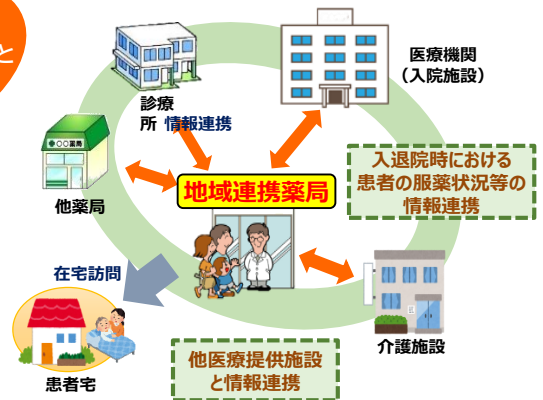 と
医療機関
（入院施設）
診療
所 情報連携
○○薬局
他薬局
地域連携薬局
入退院時における
患者の服薬状況等の
情報連携
在宅訪問
介護施設
他医療提供施設
と情報連携
患者宅